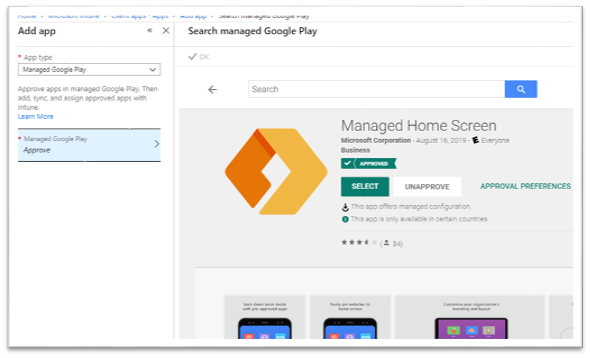 Home > Microsoft Intune > Client apps - Apps > Add app > Search managed Google Play
Add app
Search managed Google Play
* App type
Managed Google Play
OK
Approve apps in managed Google Play. Then
add, sync, and assign approved apps with
Intune.
Learn More
* Managed Google Play
Approve
Search
Managed Home Screen
Microsoft Corporation - August 16, 2019 - E Everyone
Business
APPROVED
SELECT
UNAPPROVE
APPROVAL PREFERENCES
This app offers managed configuration.
This app is only available in certain countries.
( 34)
with pre-approved apps
Easily pin websites to
home screen
Customize your organization's
branding and layout